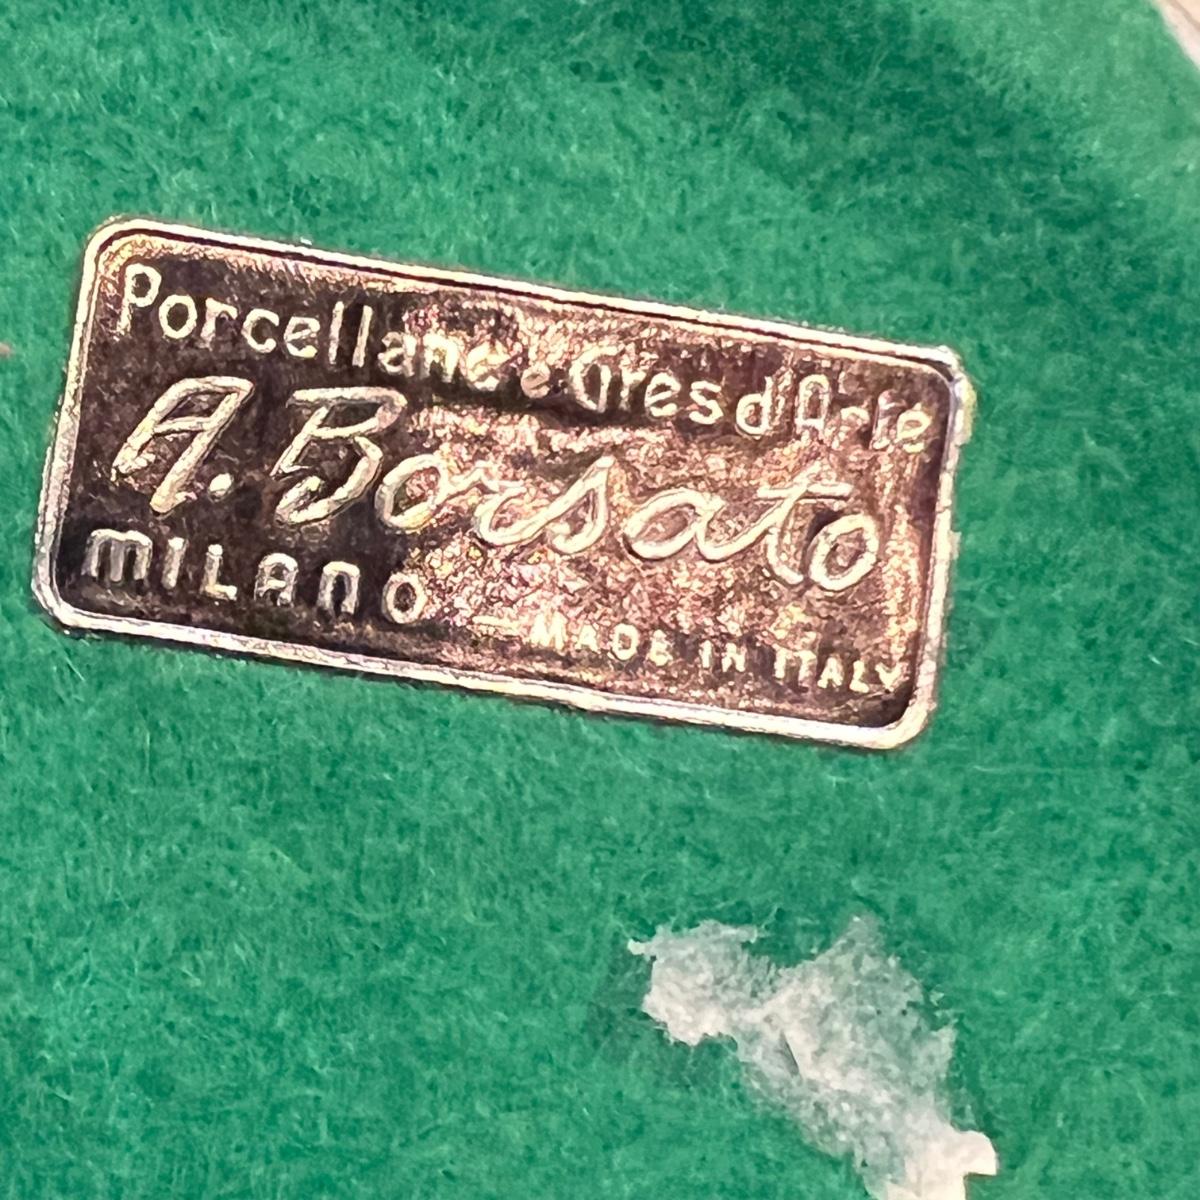 Porcellane e Gres d'Arte
A. Borsato
MILANO — MADE IN ITALY